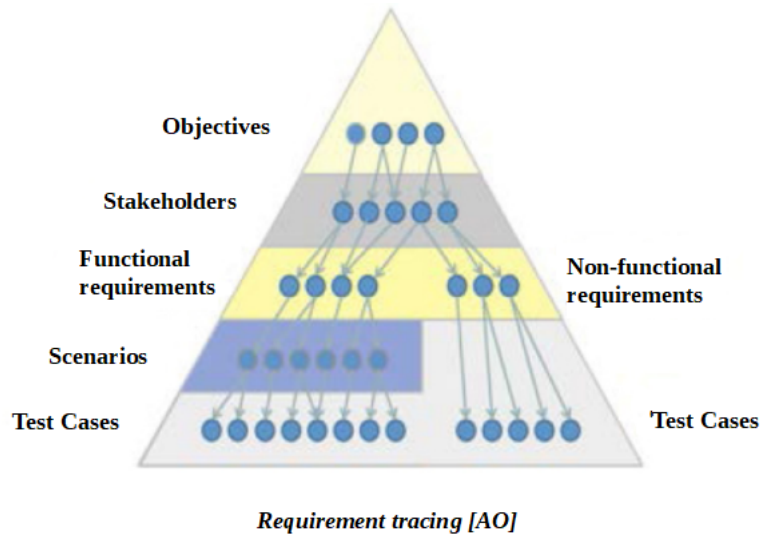 Objectives
Stakeholders
Functional
requirements
Non-functional
requirements
Scenarios
Test Cases
'Test Cases
Requirement tracing [AO]